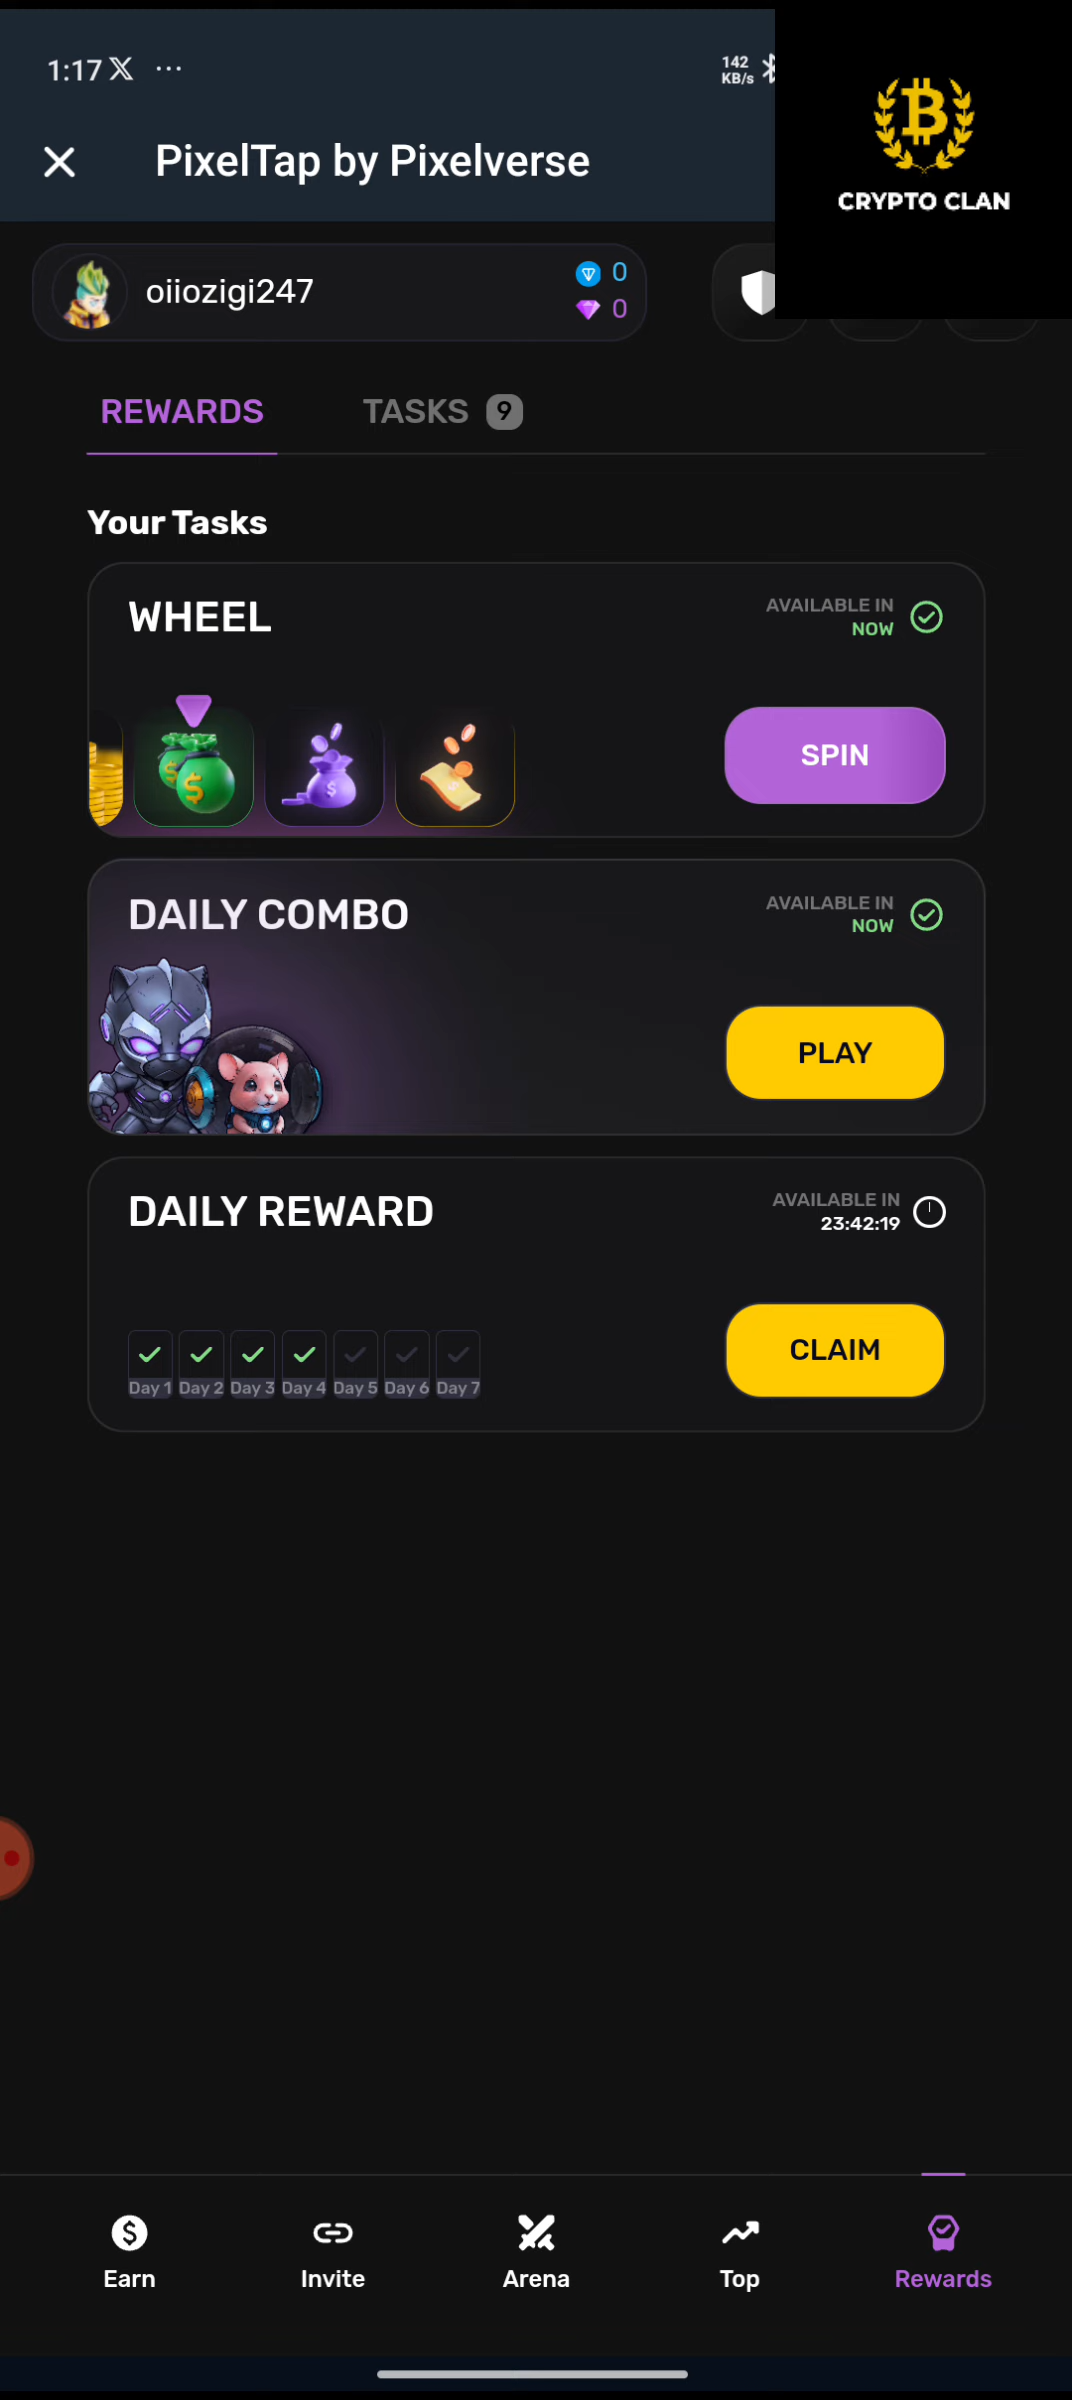 1:17 X ...
142
KB/s
CRYPTO CLAN
PixelTap by Pixelverse
oiiozigi247
0
0
REWARDS
TASKS 9
Your Tasks
WHEEL
AVAILABLE IN
NOW
SPIN
DAILY COMBO
AVAILABLE IN
NOW
PLAY
DAILY REWARD
AVAILABLE IN
23:42:19
Day 1 Day 2 Day 3 Day 4 Day 5 Day 6 Day 7
CLAIM
Earn Invite Arena Top Rewards